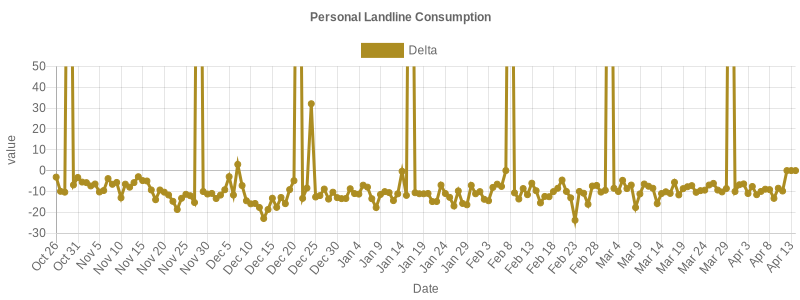 Personal Landline Consumption
Delta
value
50
40
30
20
10
0
-10
-20
-30
Oct 26
Oct 31
Nov 5
Nov 10
Nov 15
Nov 20
Nov 25
Nov 30
Dec 5
Dec 10
Dec 15
Dec 20
Dec 25
Dec 30
Jan 4
Jan 9
Jan 14
Jan 19
Jan 24
Jan 29
Feb 3
Feb 8
Feb 13
Feb 18
Feb 23
Feb 28
Mar 4
Mar 9
Mar 14
Mar 19
Mar 24
Mar 29
Apr 3
Apr 8
Apr 13
Date